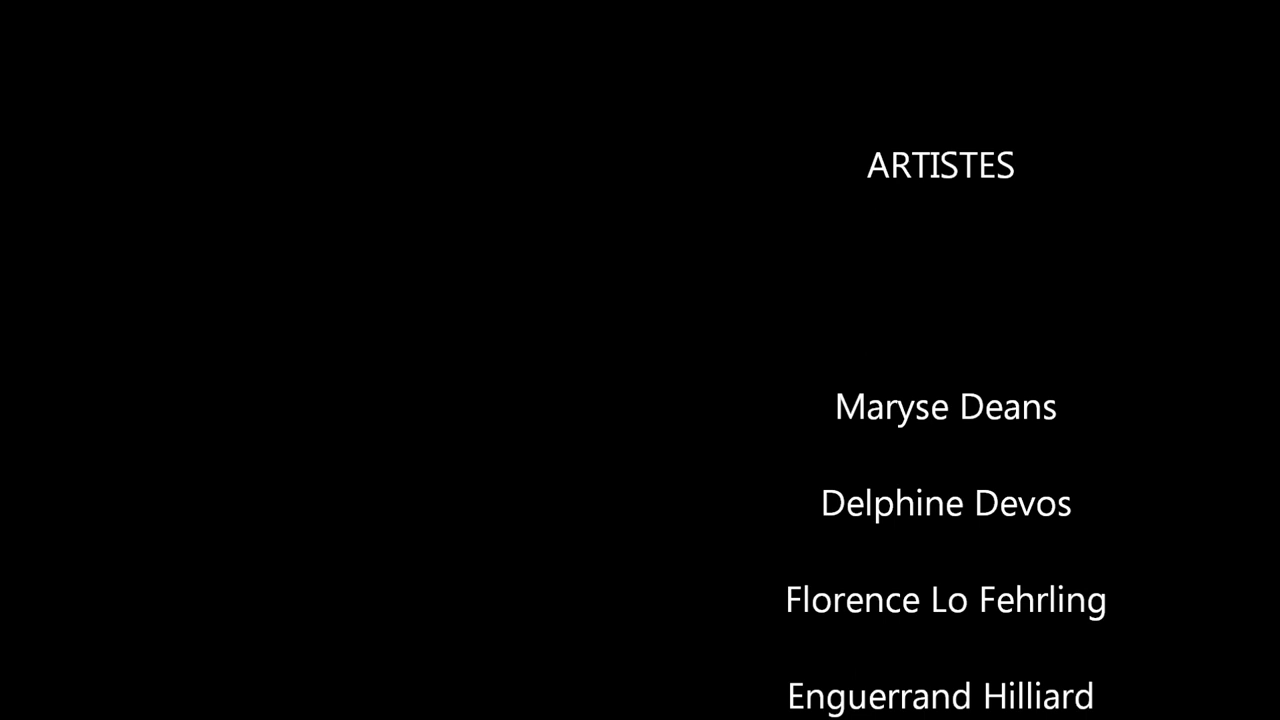 ARTISTES
Maryse Deans
Delphine Devos
Florence Lo Fehrling
Enguerrand Hilliard